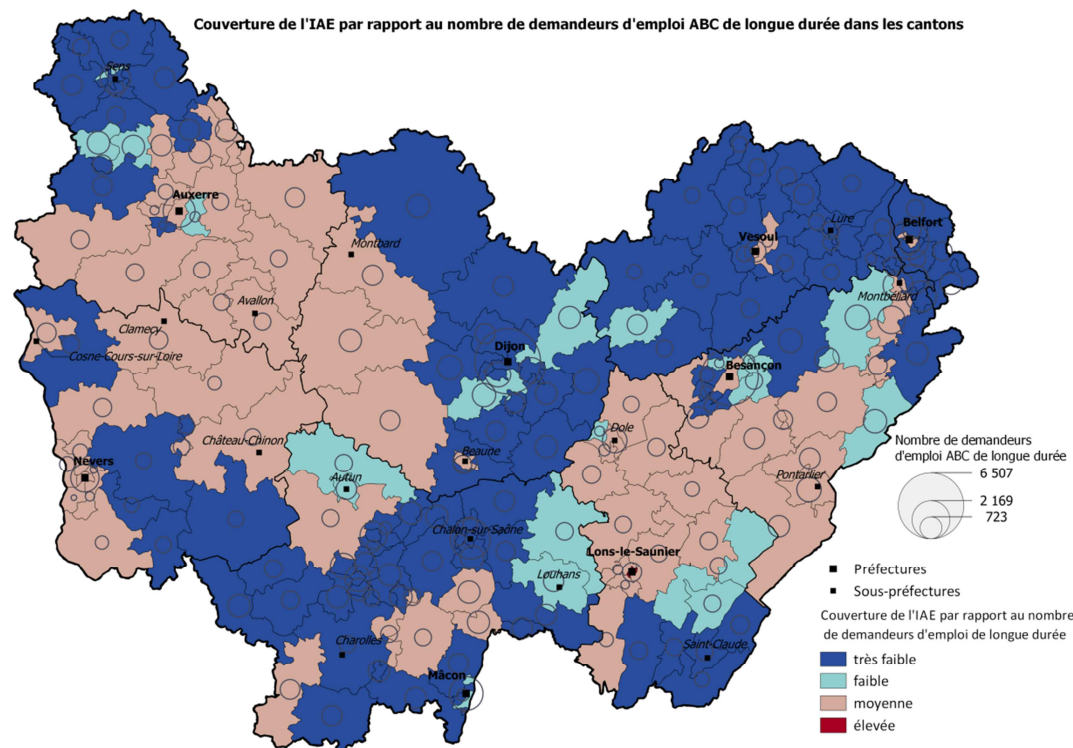 Couverture de l'IAE par rapport au nombre de demandeurs d'emploi ABC de longue durée dans les cantons
Sens
Auxerre
Montbard
Vesoul
Lure
Belfort
Montbéliard
Avallon
Clamecy
Cosne-Cours-sur-Loire
Dijon
Besançon
Château-Chinon
Dole
Nevers
Beaune
Autun
Pontarlier
Chalon-sur-Saône
Lons-le-Saunier
Louhans
Charolles
Saint-Claude
Mâcon
Nombre de demandeurs
d'emploi ABC de longue durée
6 507
2 169
723
Préfectures
Sous-préfectures
Couverture de l'IAE par rapport au nombre
de demandeurs d'emploi de longue durée
très faible
faible
moyenne
élevée